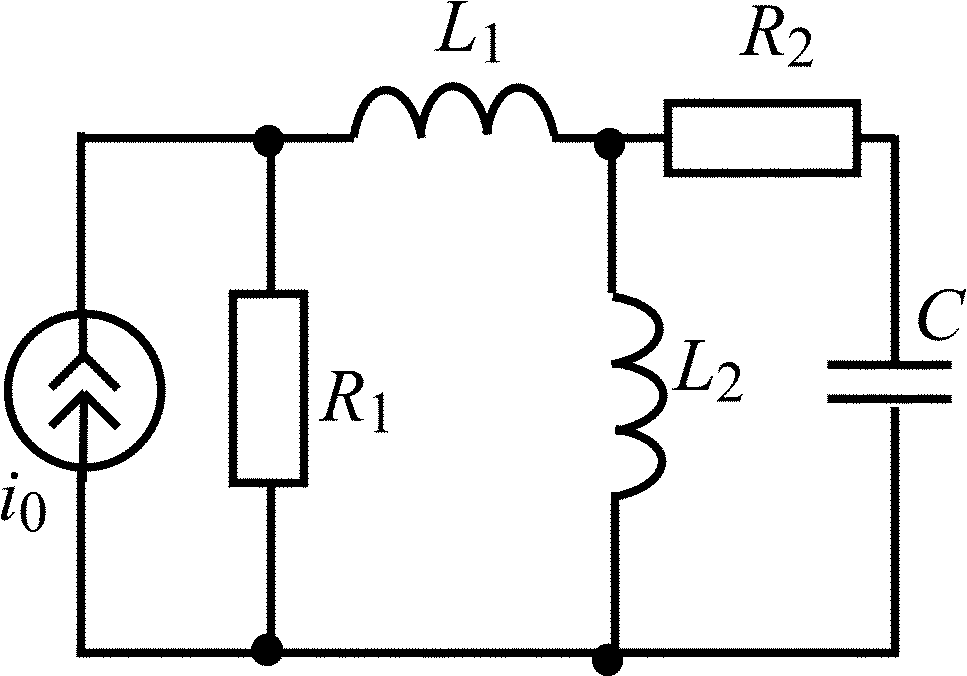 L₁
R₂
C
L₂
R₁
i₀